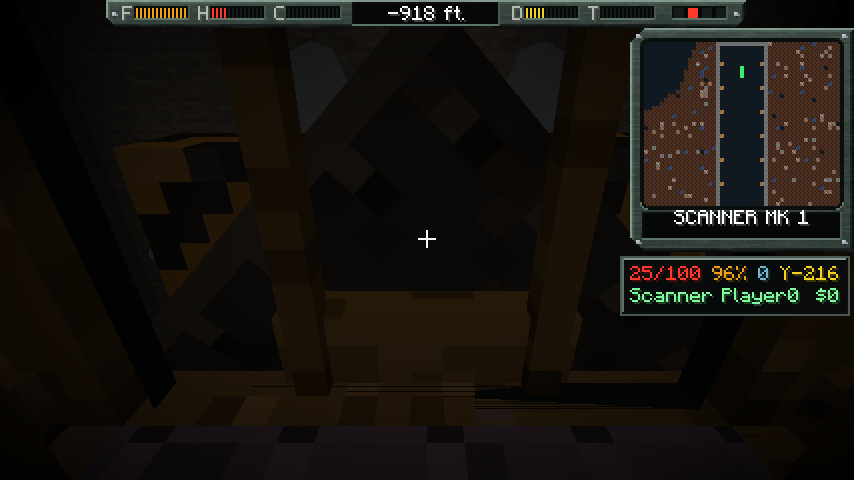 F H C -918 ft. D T
SCANNER MK 1
25/100 96% 0 Y-216
Scanner Player0 $0